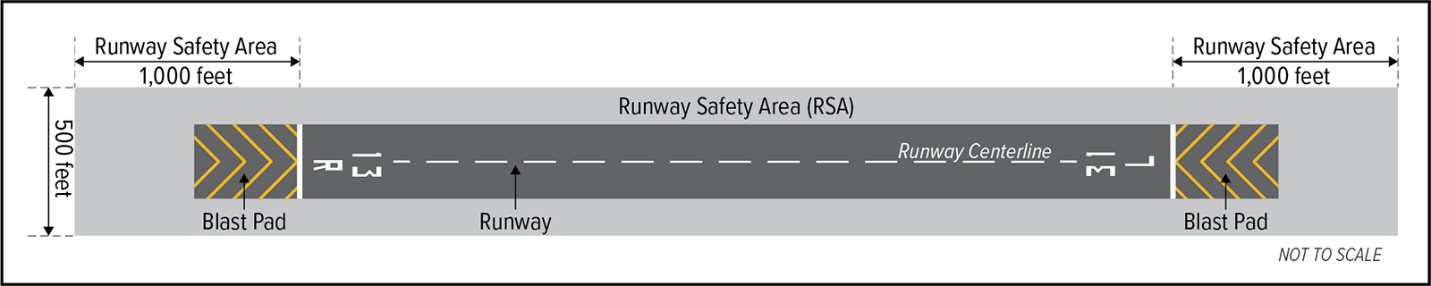 Runway Safety Area
1,000 feet
Runway Safety Area
1,000 feet
Runway Safety Area (RSA)
500 feet
13
R
Runway Centerline
31
L
Blast Pad
Runway
Blast Pad
NOT TO SCALE